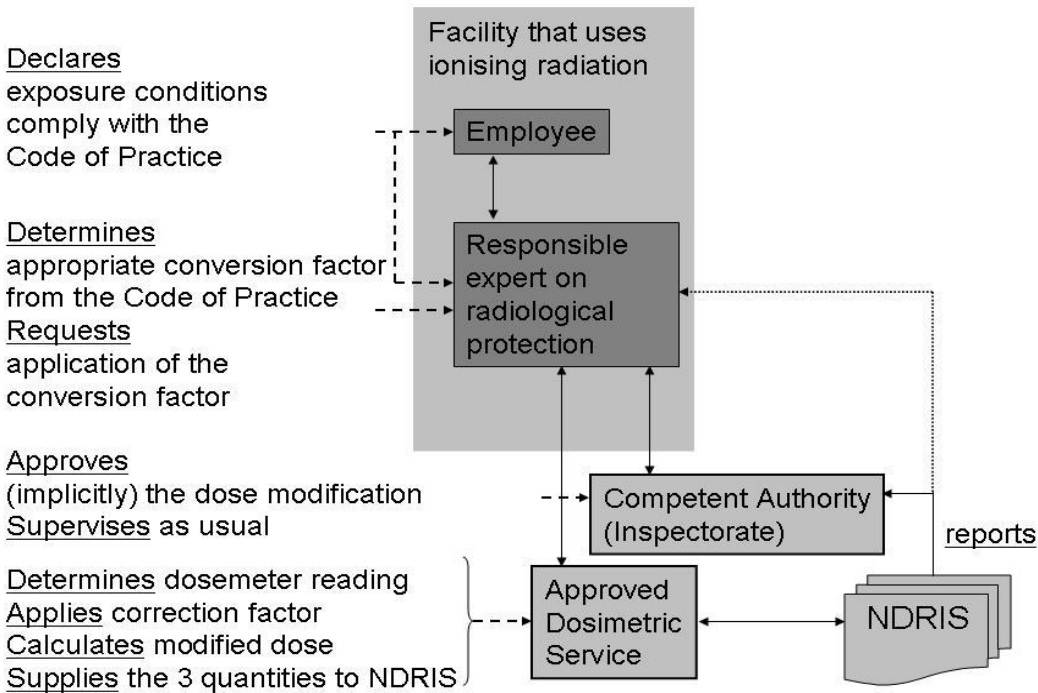 Declares
exposure conditions
comply with the
Code of Practice
Determines
appropriate conversion factor
from the Code of Practice
Requests
application of the
conversion factor
Approves
(implicitly) the dose modification
Supervises as usual
Determines dosemeter reading
Applies correction factor
Calculates modified dose
Supplies the 3 quantities to NDRIS
Facility that uses
ionising radiation
Employee
Responsible
expert on
radiological
protection
Competent Authority
(Inspectorate)
reports
Approved
Dosimetric
Service
NDRIS